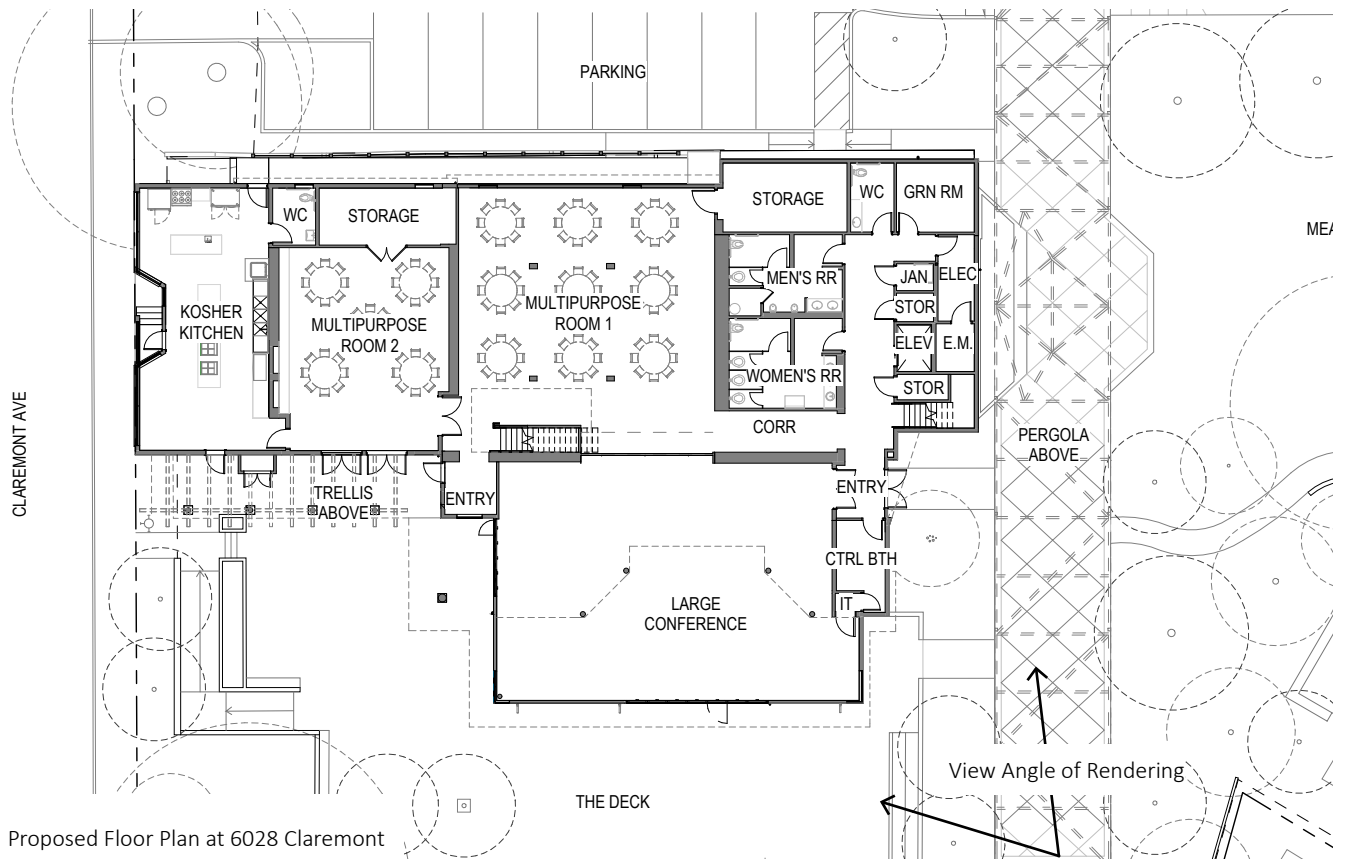 PARKING
STORAGE
WC
GRN RM
WC
STORAGE
MEA
MEN'S RR
JAN.
ELEC
KOSHER
KITCHEN
MULTIPURPOSE
ROOM 2
MULTIPURPOSE
ROOM 1
STOR
ELEV
E.M.
WOMEN'S RR
STOR
CLAREMONT AVE
CORR
PERGOLA
ABOVE
TRELLIS
ABOVE
ENTRY
ENTRY
CTRL BTH
IT
LARGE
CONFERENCE
View Angle of Rendering
THE DECK
Proposed Floor Plan at 6028 Claremont